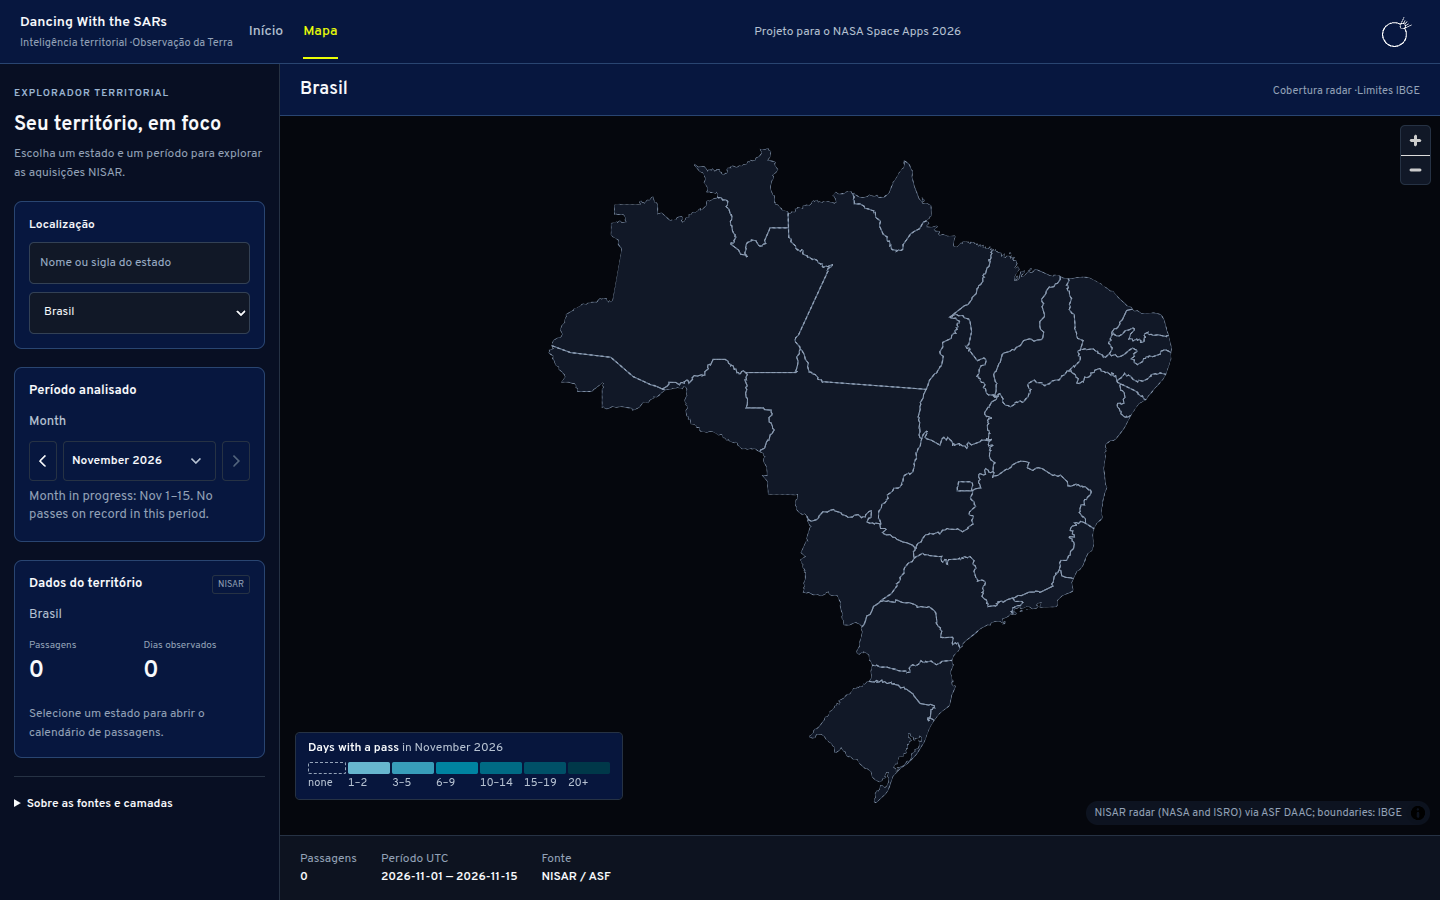 Dancing With the SARs
Inteligência territorial ·Observação da Terra
Início
Mapa
Projeto para o NASA Space Apps 2026
EXPLORADOR TERRITORIAL
Seu território, em foco
Escolha um estado e um período para explorar
as aquisições NISAR.
Localização
Nome ou sigla do estado
Brasil
Período analisado
Month
November 2026
Month in progress: Nov 1–15. No
passes on record in this period.
Dados do território
NISAR
Brasil
Passagens
Dias observados
0
0
Selecione um estado para abrir o
calendário de passagens.
Sobre as fontes e camadas
Brasil
Cobertura radar ·Limites IBGE
+
−
Days with a pass in November 2026
none
1–2
3–5
6–9
10–14
15–19
20+
NISAR radar (NASA and ISRO) via ASF DAAC; boundaries: IBGE
Passagens
Período UTC
Fonte
0
2026-11-01 — 2026-11-15
NISAR / ASF